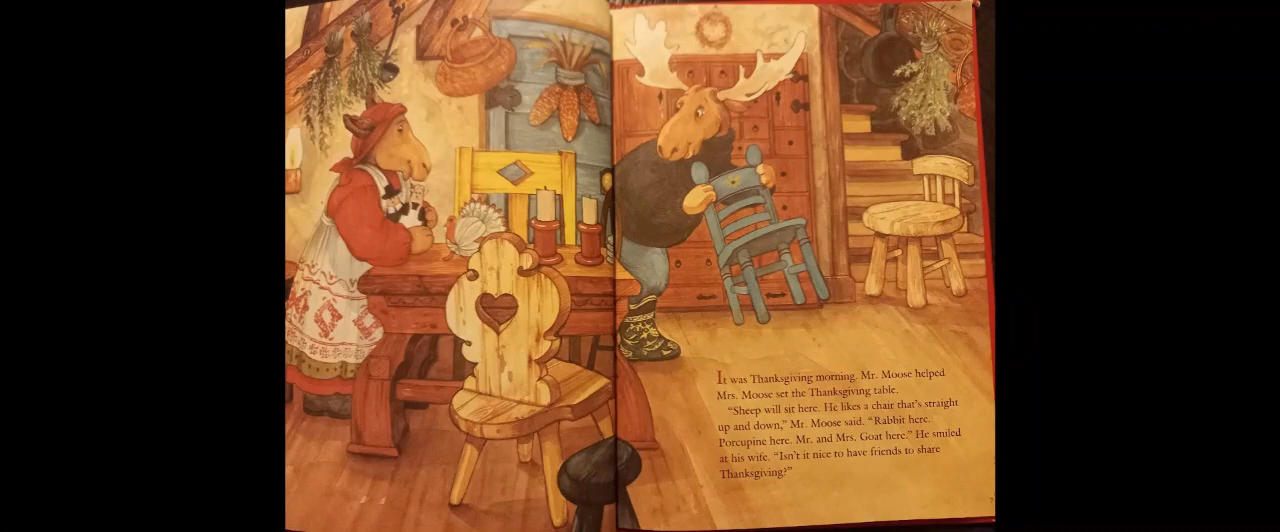 It was Thanksgiving morning. Mr. Moose helped
Mrs. Moose set the Thanksgiving table.
“Sheep will sit here. He likes a chair that’s straight
up and down,” Mr. Moose said. “Rabbit here.
Porcupine here. Mr. and Mrs. Goat here.” He smiled
at his wife. “Isn’t it nice to have friends to share
Thanksgiving?”